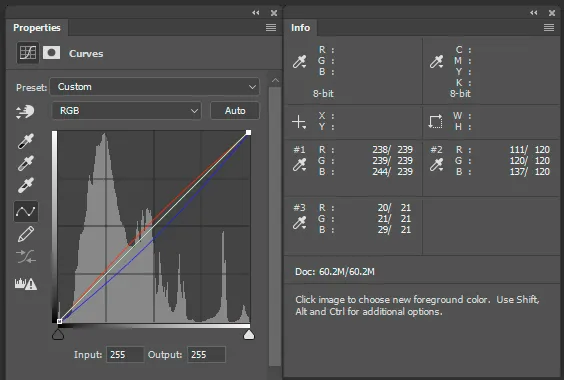 Properties
Curves
Preset: Custom
RGB Auto
Input: 255 Output: 255
Info
R :
G :
B :
8-bit
C :
M :
Y :
K :
8-bit
X :
Y :
W :
H :
#1 R : 238/ 239
G : 239/ 239
B : 244/ 239
#2 R : 111/ 120
G : 120/ 120
B : 137/ 120
#3 R : 20/ 21
G : 21/ 21
B : 29/ 21
Doc: 60.2M/60.2M
Click image to choose new foreground color. Use Shift,
Alt and Ctrl for additional options.